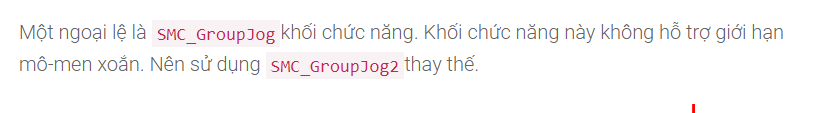 Một ngoại lệ là SMC_GroupJog khối chức năng. Khối chức năng này không hỗ trợ giới hạn
mô-men xoắn. Nên sử dụng SMC_GroupJog2 thay thế.